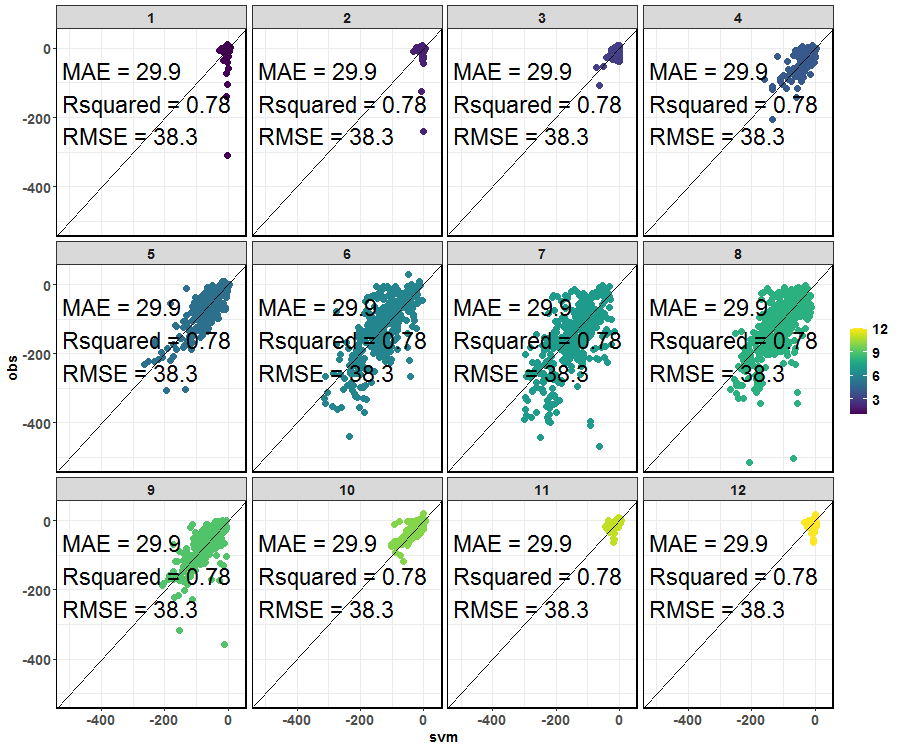 1 2 3 4
0
-200
-400
MAE = 29.9 MAE = 29.9 MAE = 29.9 MAE = 29.9
Rsquared = 0.78 Rsquared = 0.78 Rsquared = 0.78 Rsquared = 0.78
RMSE = 38.3 RMSE = 38.3 RMSE = 38.3 RMSE = 38.3
5 6 7 8
0
-200
-400
MAE = 29.9 MAE = 29.9 MAE = 29.9 MAE = 29.9
Rsquared = 0.78 Rsquared = 0.78 Rsquared = 0.78 Rsquared = 0.78
RMSE = 38.3 RMSE = 38.3 RMSE = 38.3 RMSE = 38.3
obs
12
9
6
3
9 10 11 12
0
-200
-400
MAE = 29.9 MAE = 29.9 MAE = 29.9 MAE = 29.9
Rsquared = 0.78 Rsquared = 0.78 Rsquared = 0.78 Rsquared = 0.78
RMSE = 38.3 RMSE = 38.3 RMSE = 38.3 RMSE = 38.3
-400 -200 0 -400 -200 0 -400 -200 0 -400 -200 0
svm